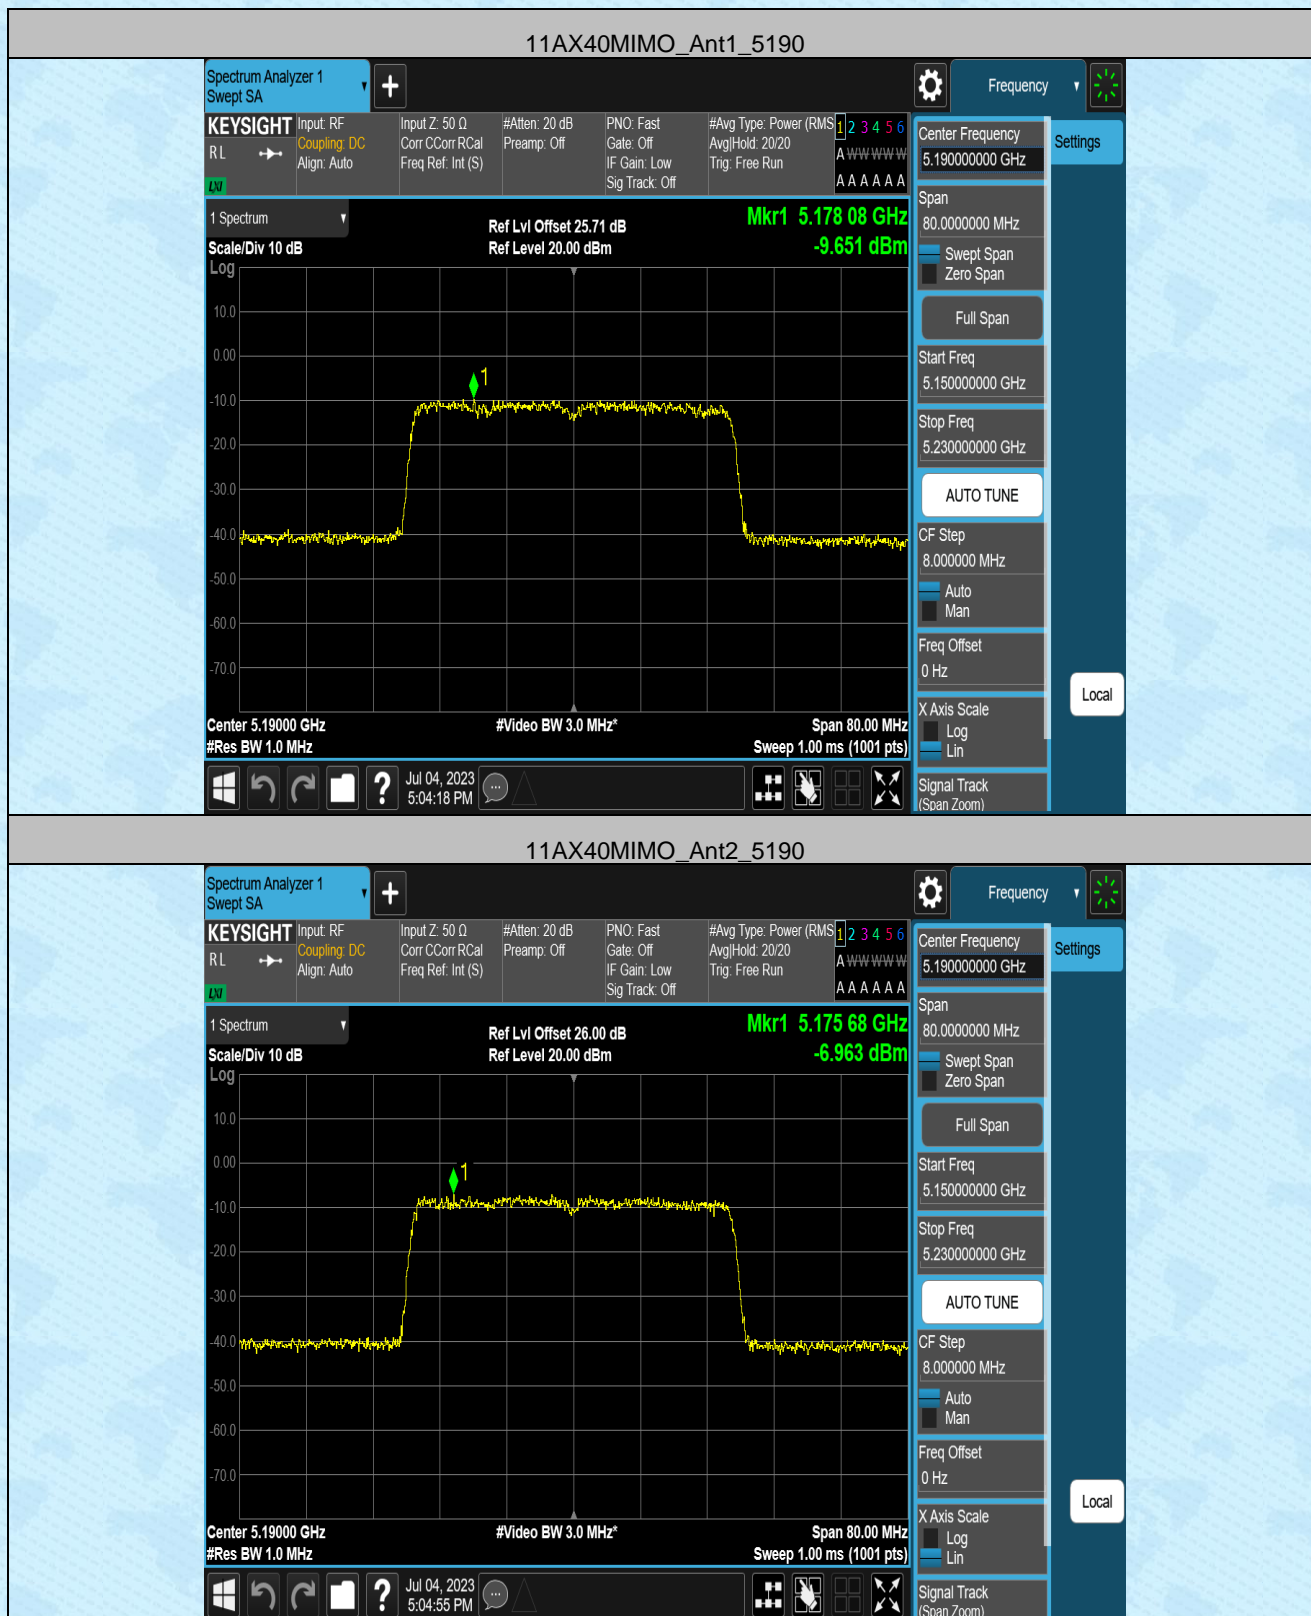 11AX40MIMO_Ant1_5190
Spectrum Analyzer 1
Swept SA
+
Frequency
KEYSIGHT
R L
LXI
Input: RF
Coupling: DC
Align: Auto
Input Z: 50 Ω
Corr CCorr RCal
Freq Ref: Int (S)
#Atten: 20 dB
Preamp: Off
PNO: Fast
Gate: Off
IF Gain: Low
Sig Track: Off
#Avg Type: Power (RMS
Avg|Hold: 20/20
Trig: Free Run
1 2 3 4 5 6
A W W W W W
A A A A A A
Center Frequency
5.190000000 GHz
Settings
1 Spectrum
Scale/Div 10 dB
Log
Ref Lvl Offset 25.71 dB
Ref Level 20.00 dBm
Mkr1 5.178 08 GHz
-9.651 dBm
Span
80.0000000 MHz
Swept Span
Zero Span
Full Span
Start Freq
5.150000000 GHz
Stop Freq
5.230000000 GHz
AUTO TUNE
CF Step
8.000000 MHz
Auto
Man
Freq Offset
0 Hz
X Axis Scale
Log
Lin
Signal Track
(Span Zoom)
Local
10.0
0.00
1
-10.0
-20.0
-30.0
-40.0
-50.0
-60.0
-70.0
Center 5.19000 GHz
#Res BW 1.0 MHz
#Video BW 3.0 MHz*
Span 80.00 MHz
Sweep 1.00 ms (1001 pts)
?
Jul 04, 2023
5:04:18 PM
11AX40MIMO_Ant2_5190
Spectrum Analyzer 1
Swept SA
+
Frequency
KEYSIGHT
R L
LXI
Input: RF
Coupling: DC
Align: Auto
Input Z: 50 Ω
Corr CCorr RCal
Freq Ref: Int (S)
#Atten: 20 dB
Preamp: Off
PNO: Fast
Gate: Off
IF Gain: Low
Sig Track: Off
#Avg Type: Power (RMS
Avg|Hold: 20/20
Trig: Free Run
1 2 3 4 5 6
A W W W W W
A A A A A A
Center Frequency
5.190000000 GHz
Settings
1 Spectrum
Scale/Div 10 dB
Log
Ref Lvl Offset 26.00 dB
Ref Level 20.00 dBm
Mkr1 5.175 68 GHz
-6.963 dBm
Span
80.0000000 MHz
Swept Span
Zero Span
Full Span
Start Freq
5.150000000 GHz
Stop Freq
5.230000000 GHz
AUTO TUNE
CF Step
8.000000 MHz
Auto
Man
Freq Offset
0 Hz
X Axis Scale
Log
Lin
Signal Track
(Span Zoom)
Local
10.0
0.00
1
-10.0
-20.0
-30.0
-40.0
-50.0
-60.0
-70.0
Center 5.19000 GHz
#Res BW 1.0 MHz
#Video BW 3.0 MHz*
Span 80.00 MHz
Sweep 1.00 ms (1001 pts)
?
Jul 04, 2023
5:04:55 PM